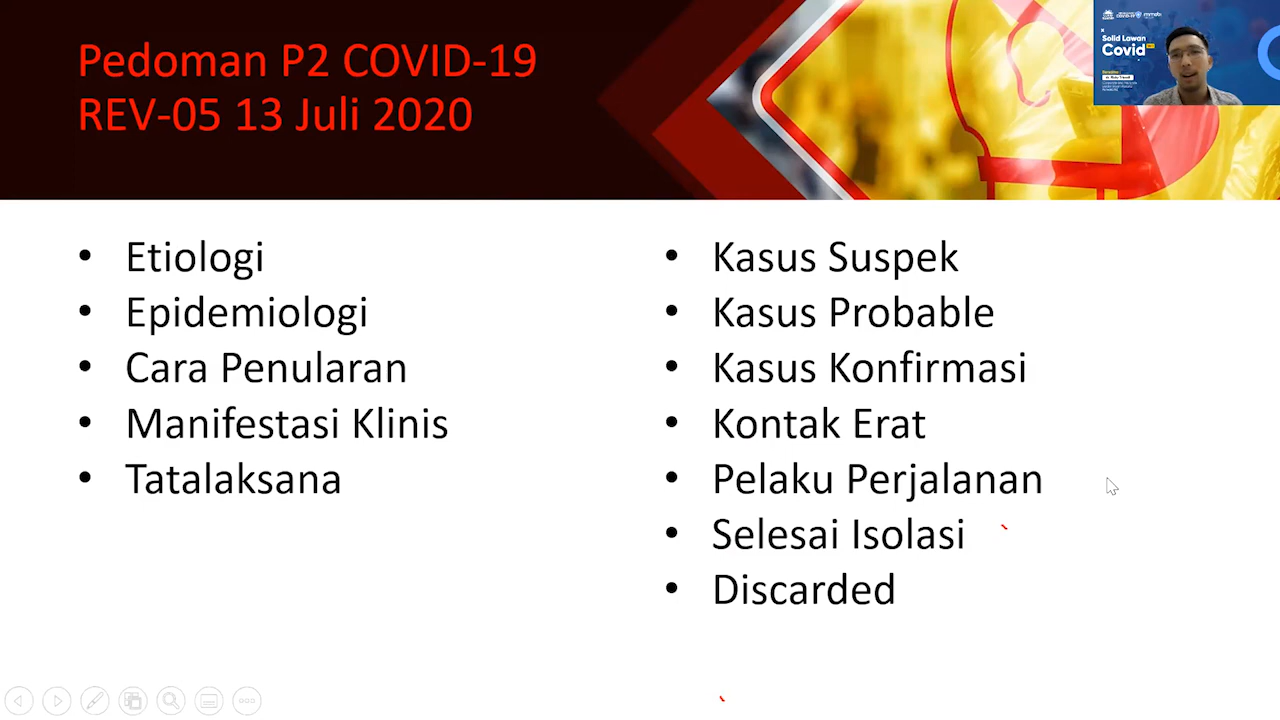 Pedoman P2 COVID-19
REV-05 13 Juli 2020
Solid Lawan
Covid
• Etiologi
• Epidemiologi
• Cara Penularan
• Manifestasi Klinis
• Tatalaksana
• Kasus Suspek
• Kasus Probable
• Kasus Konfirmasi
• Kontak Erat
• Pelaku Perjalanan
• Selesai Isolasi
• Discarded